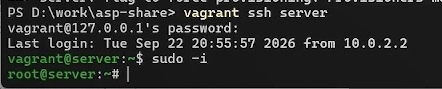 PS D:\work\asp-share> vagrant ssh server
vagrant@127.0.0.1's password:
Last login: Tue Sep 22 20:55:57 2026 from 10.0.2.2
vagrant@server:~$ sudo -i
root@server:~#